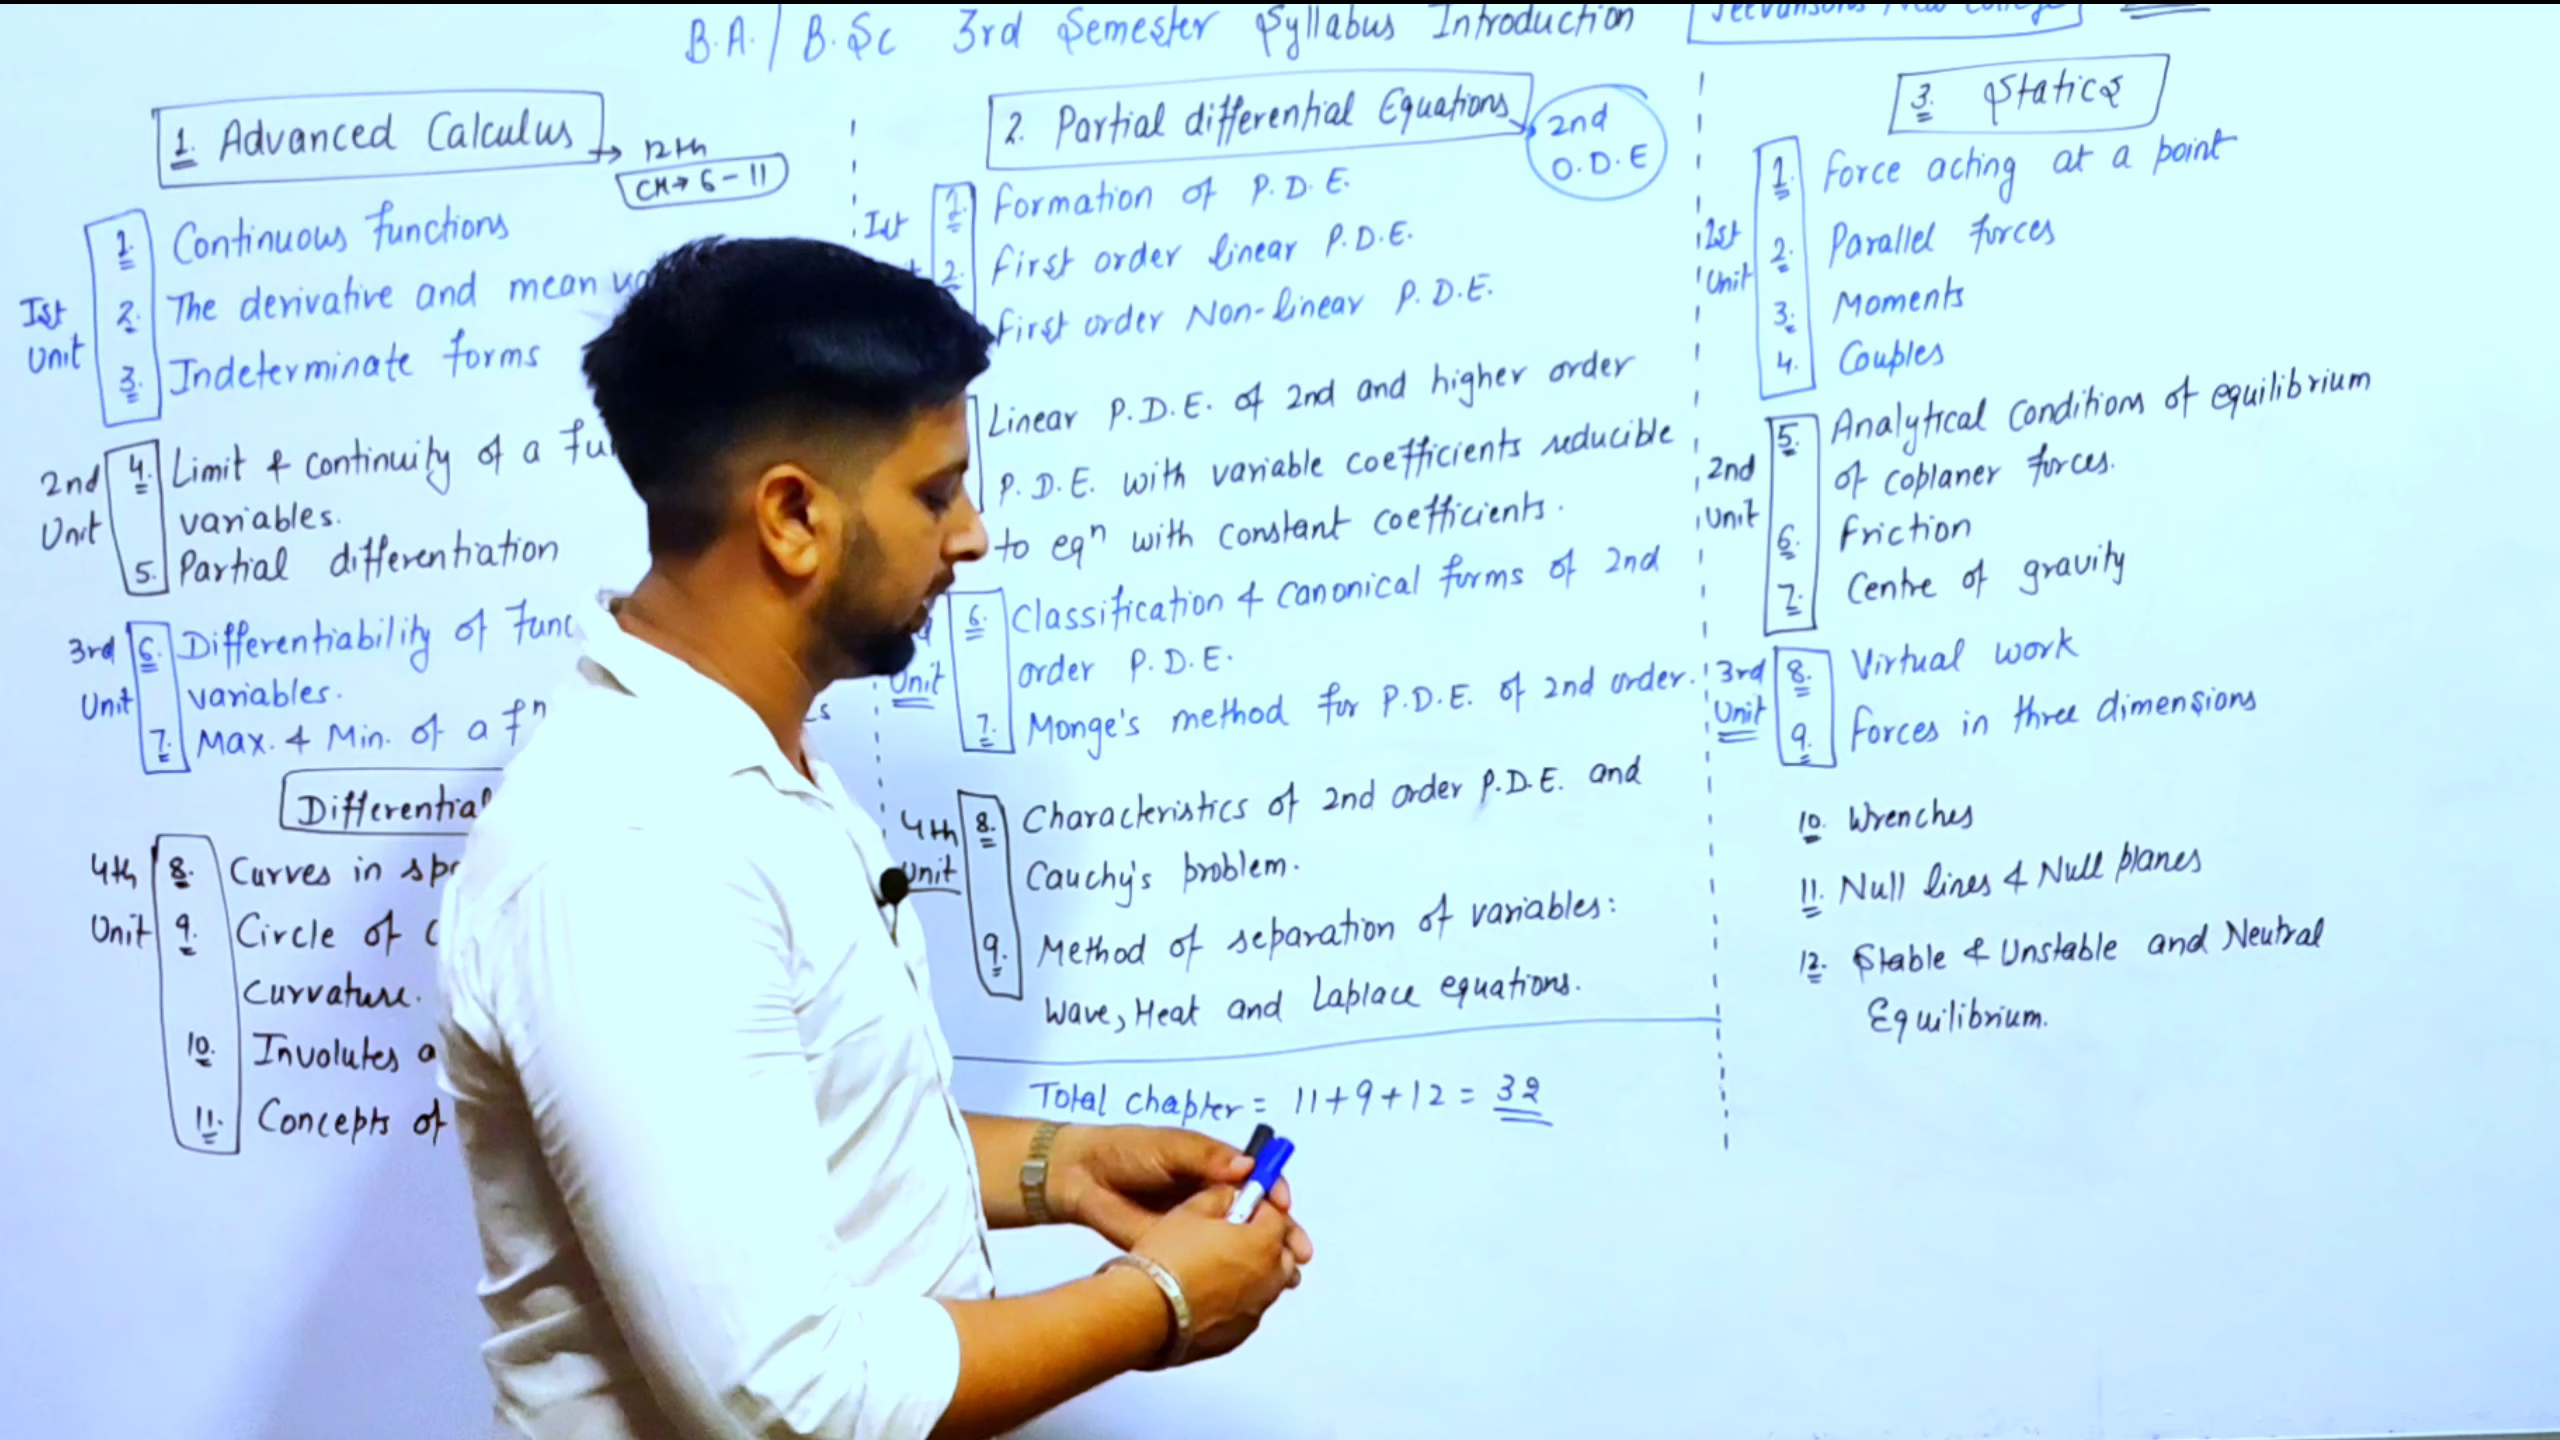 B.A. / B.Sc 3rd Semester Syllabus Introduction
1. Advanced Calculus
12th
CH → 6 - 11
Ist Unit
1. Continuous functions
2. The derivative and mean
3. Indeterminate forms
2nd Unit
4. Limit & continuity of a
variables.
5. Partial differentiation
3rd Unit
6. Differentiability of
variables.
7. Max. & Min. of a fⁿ
Differential
4th Unit
8. Curves in
9. Circle of
curvature.
10. Involutes
11. Concepts of
2. Partial differential Equations
2nd
O.D.E
Ist
1. Formation of P.D.E.
2. First order linear P.D.E.
First order Non-linear P.D.E.
Linear P.D.E. of 2nd and higher order
P.D.E. with variable coefficients reducible
to eqⁿ with constant coefficients.
Unit
6. Classification & canonical forms of 2nd
order P.D.E.
7. Monge's method for P.D.E. of 2nd order.
4th Unit
8. Characteristics of 2nd order P.D.E. and
Cauchy's problem.
9. Method of separation of variables:
Wave, Heat and Laplace equations.
Total chapter = 11+9+12 = 32
3. Statics
1st Unit
1. Force acting at a point
2. Parallel forces
3. Moments
4. Couples
2nd Unit
5. Analytical Conditions of equilibrium
of coplaner forces.
6. Friction
7. Centre of gravity
3rd Unit
8. Virtual work
9. Forces in three dimensions
10. Wrenches
11. Null lines & Null planes
12. Stable & Unstable and Neutral
Equilibrium.